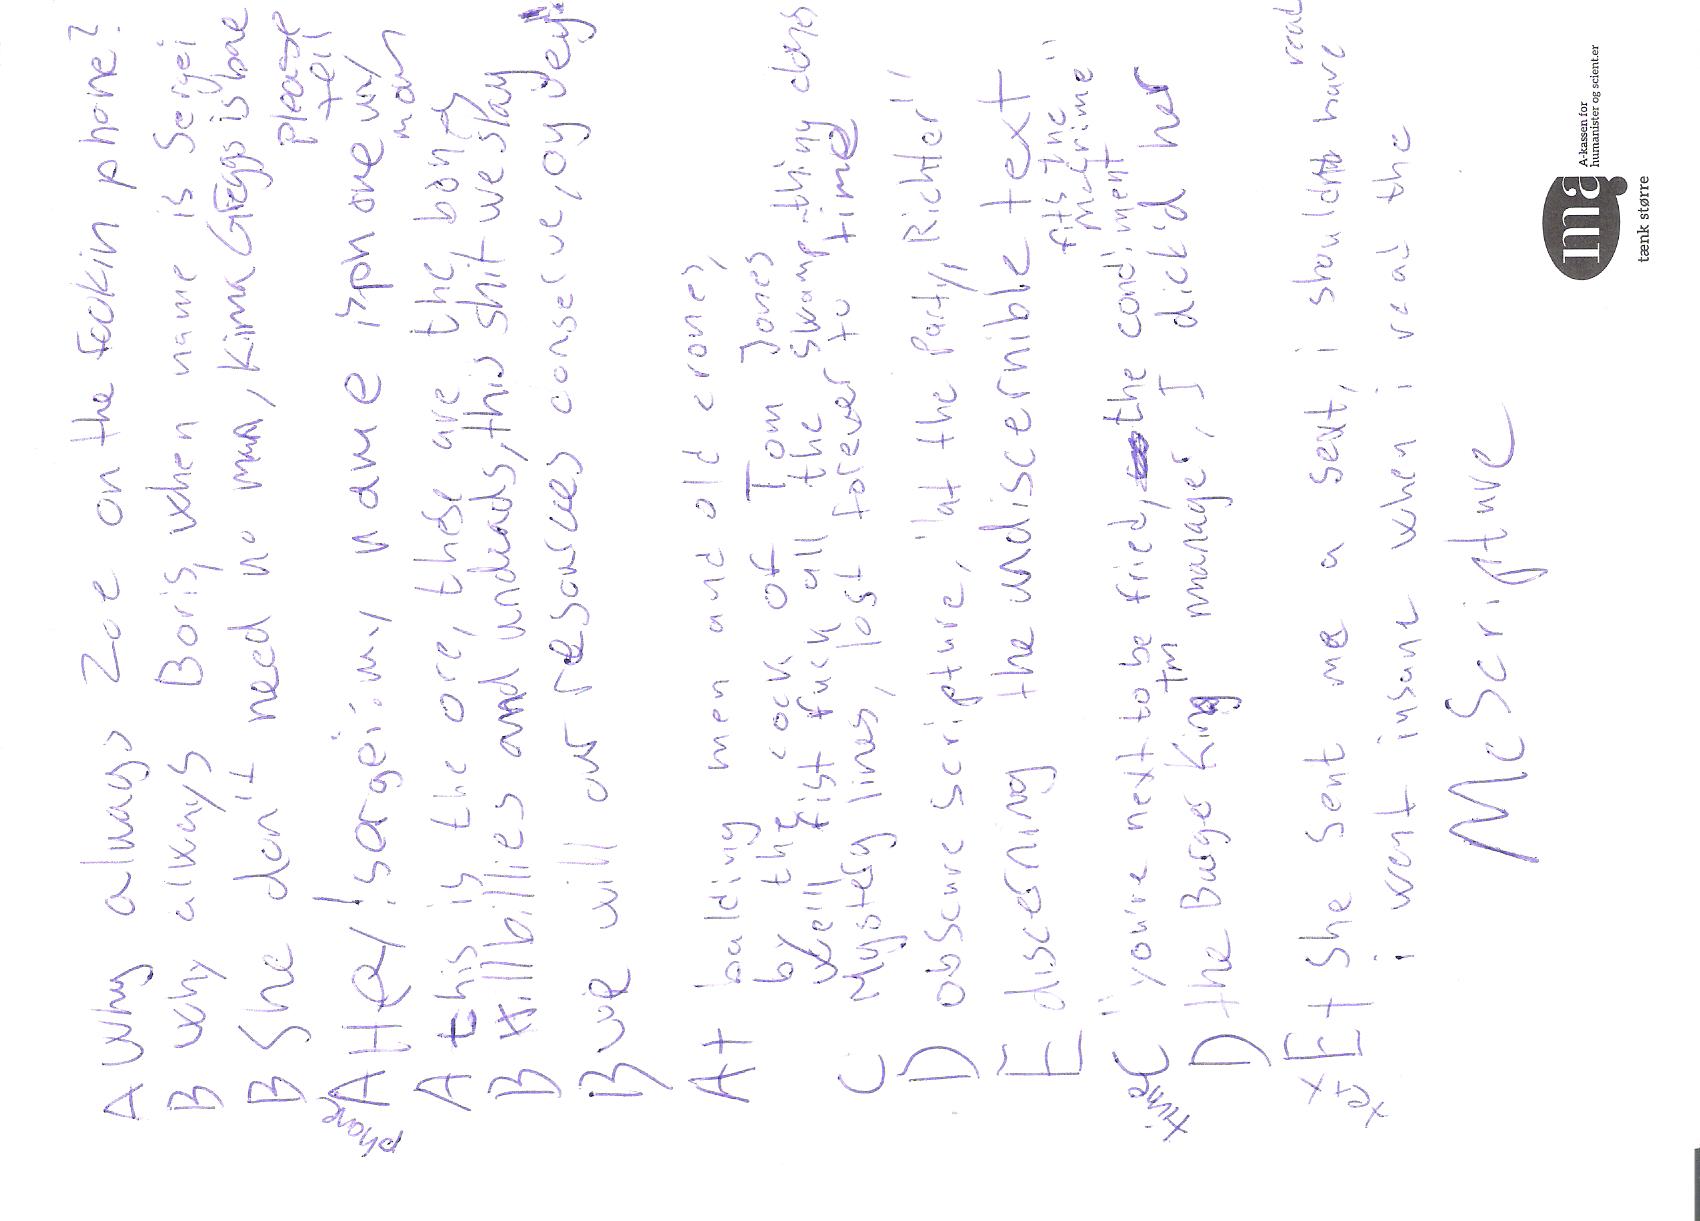 A Why always Zoe on the fookin phone?
B Why always Boris, when name is Sergei
B She don't need no man, Kima Greggs is bae
please
tell
phone A Hey! sergei: my name is phone my
mom
A this is the ore, these are the bones
B Hillbillies and undeads, this shit we slay
B we will our resources conserve, oy vey!
A+ balding men and old crones,
by the cock of Tom Jones
we'll fist fuck all the swamp thing clones
C Mystery lines, lost forever to time
D obscure scripture, "at the Party, Richter"
E discerning the undiscernible text
fits the
McGrime"
time C "you're next to be fried, the condiment
D the Burger King tm manager, I dick'd her
read
text E+ She sent me a sext, i shouldnt have
i went insane when i read the
McScripture
ma
A-kassen for
humanister og scient.er
tænk større